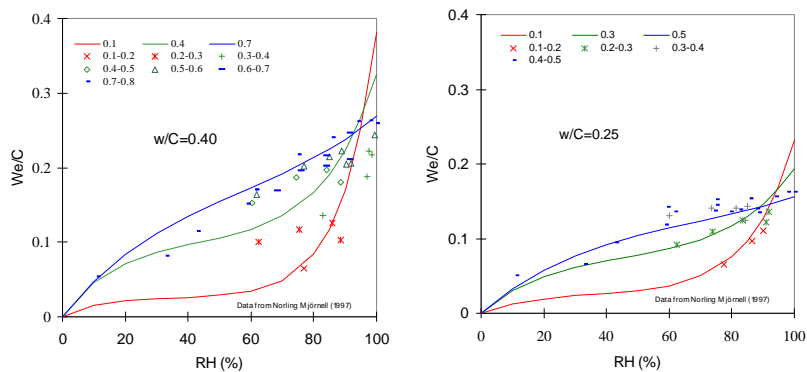 0.4
0.3
0.2
0.1
0
We/C
0.1 0.4 0.7
0.1-0.2 0.2-0.3 0.3-0.4
0.4-0.5 0.5-0.6 0.6-0.7
0.7-0.8
w/C=0.40
Data from Norling Mjörnell (1997)
0 20 40 60 80 100
RH (%)
0.4
0.3
0.2
0.1
0
We/C
0.1 0.3 0.5
0.1-0.2 0.2-0.3 0.3-0.4
0.4-0.5
w/C=0.25
Data from Norling Mjörnell (1997)
0 20 40 60 80 100
RH (%)